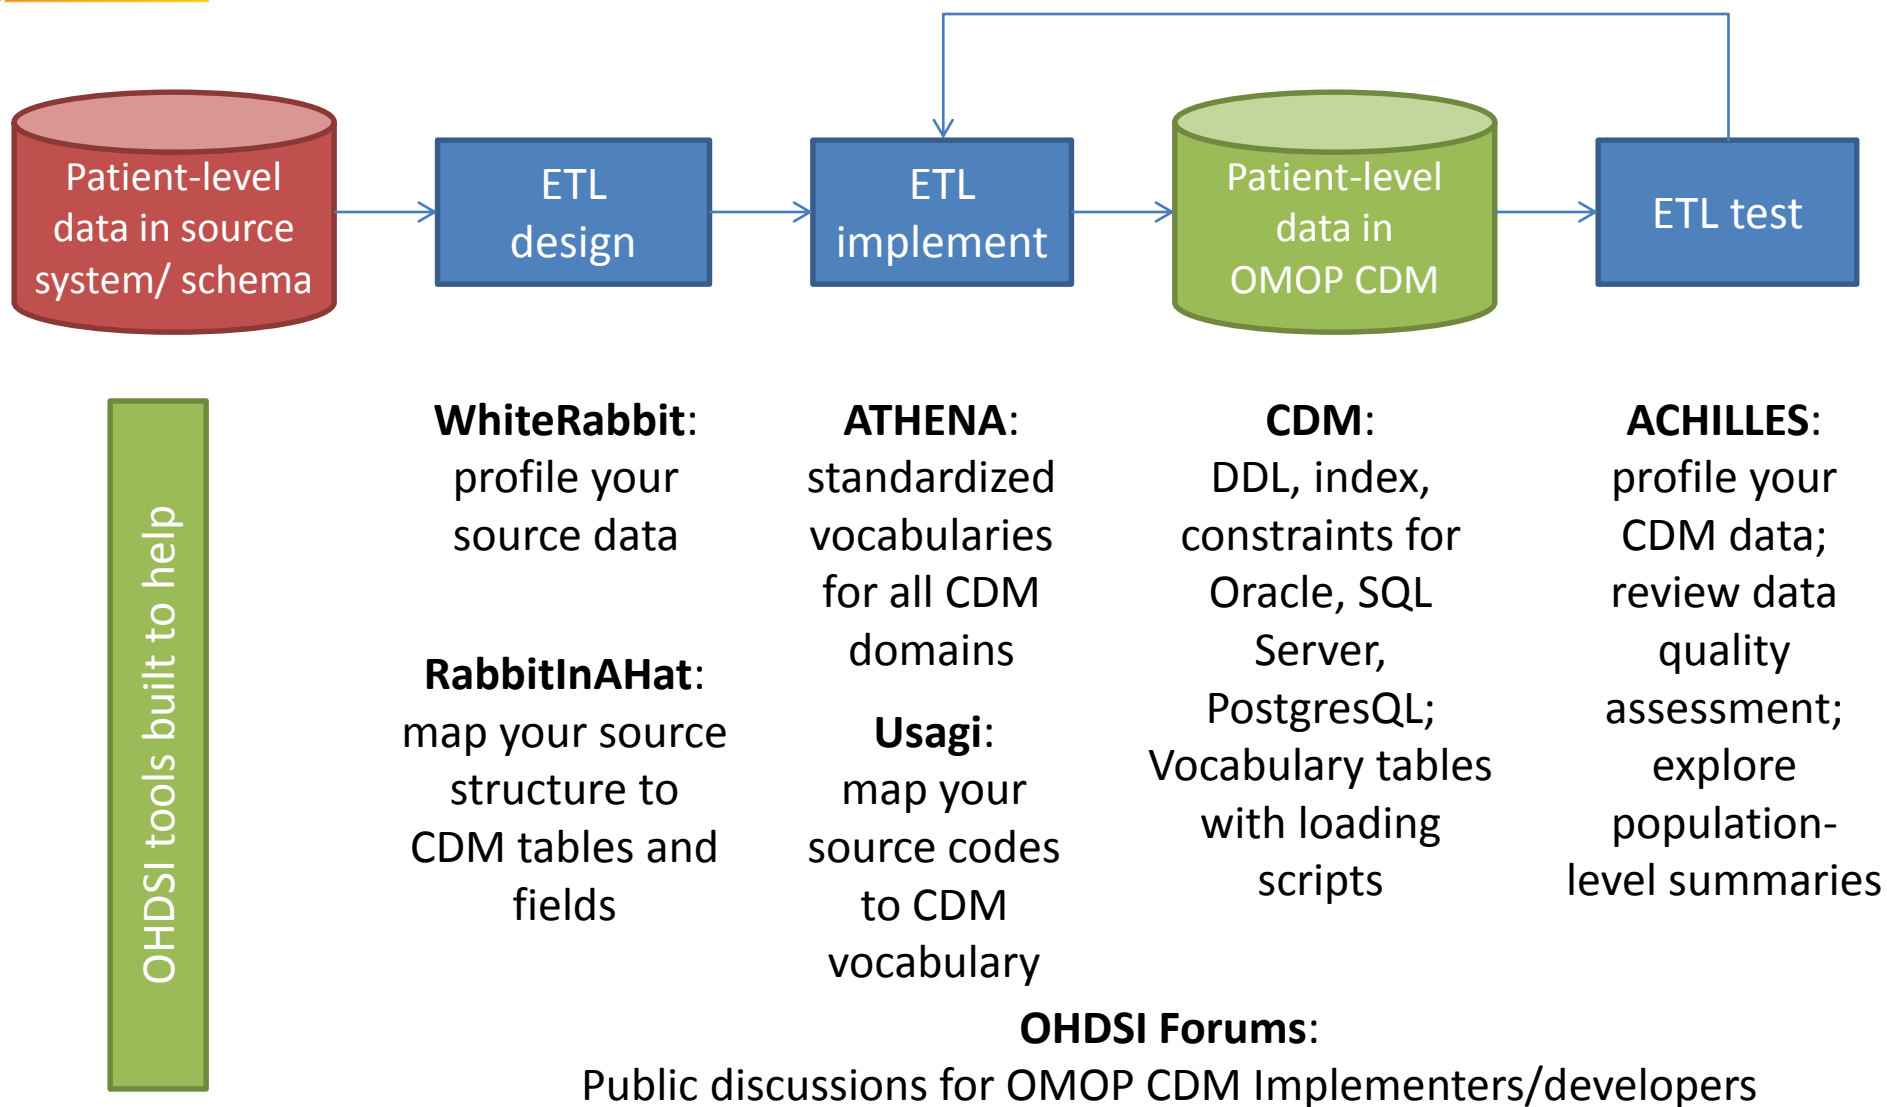 Patient-level
data in source
system/ schema
ETL
design
ETL
implement
Patient-level
data in
OMOP CDM
ETL test
OHDSI tools built to help
WhiteRabbit:
profile your
source data
RabbitInAHat:
map your source
structure to
CDM tables and
fields
ATHENA:
standardized
vocabularies
for all CDM
domains
Usagi:
map your
source codes
to CDM
vocabulary
CDM:
DDL, index,
constraints for
Oracle, SQL
Server,
PostgresQL;
Vocabulary tables
with loading
scripts
ACHILLES:
profile your
CDM data;
review data
quality
assessment;
explore
population-
level summaries
OHDSI Forums:
Public discussions for OMOP CDM Implementers/developers